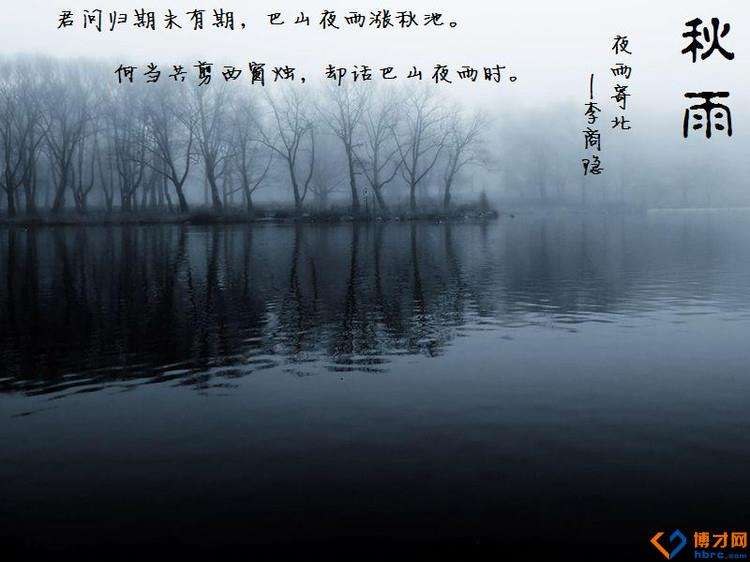 君问归期未有期，巴山夜雨涨秋池。
何当共剪西窗烛，却话巴山夜雨时。
夜雨寄北
—李商隐
秋雨
博才网
hbrc.com